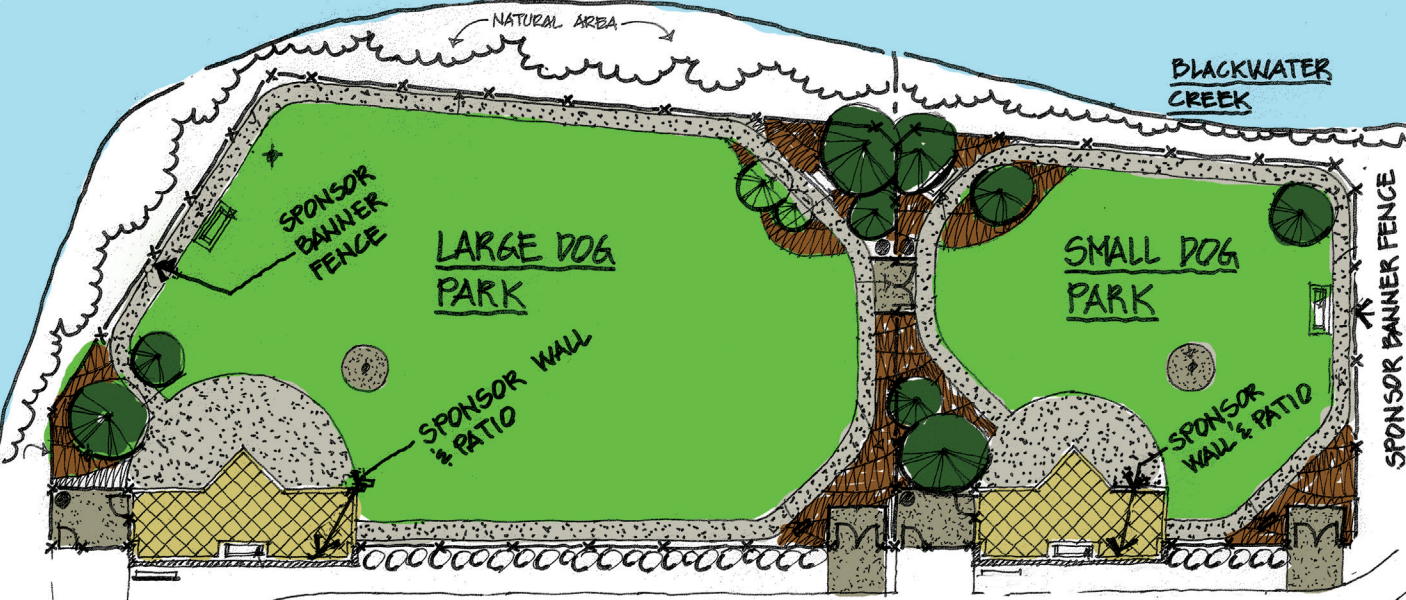 NATURAL AREA
BLACKWATER
CREEK
SPONSOR
BANNER
FENCE
LARGE DOG
PARK
SMALL DOG
PARK
SPONSOR BANNER FENCE
SPONSOR WALL
& PATIO
SPONSOR
WALL & PATIO